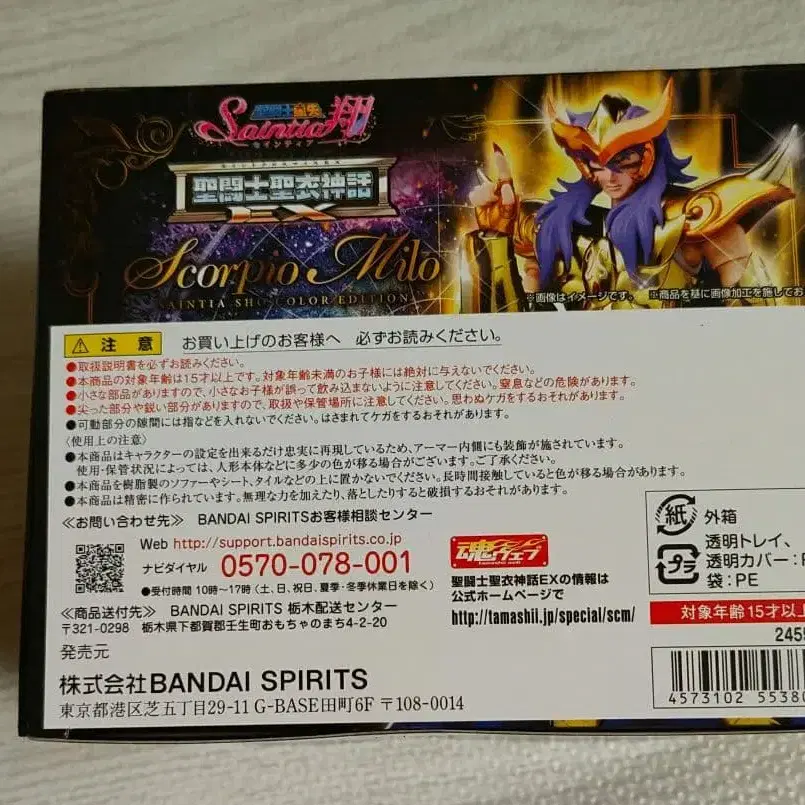 聖闘士星矢
Saintia翔
セインティア
聖闘士聖衣神話
EX
Scorpio Milo
SAINTIA SHO COLOR EDITION
※画像はイメージです。 ※商品を基に画像加工を施してお
注意 お買い上げのお客様へ 必ずお読みください。
●取扱説明書を必ずお読みください。
●本商品の対象年齢は15才以上です。対象年齢未満のお子様には絶対に与えないでください。
●小さな部品がありますので、小さなお子様が誤って飲み込まないように注意してください。窒息などの危険があります。
●尖った部分や鋭い部分がありますので、取扱や保管場所に注意してください。思わぬケガをするおそれがあります。
●可動部分の隙間には指などを入れないでください。はさまれてケガをするおそれがあります。
〈使用上の注意〉
●本商品はキャラクターの設定を出来るだけ忠実に再現しているため、アーマー内側にも装飾が施されています。
使用・保管状況によっては、人形本体などに多少の色が移る場合がございます。ご了承ください。
●本商品を樹脂製のソファーやシート、タイルなどの上に置かないでください。長時間接触していると色が移る場合があります。
●本商品は精密に作られています。無理な力を加えたり、落としたりすると破損するおそれがあります。
≪お問い合わせ先≫ BANDAI SPIRITSお客様相談センター
Web http://support.bandaispirits.co.jp
ナビダイヤル 0570-078-001
●受付時間 10時〜17時(土、日、祝日、夏季・冬季休業日を除く)
≪商品送付先≫ BANDAI SPIRITS 栃木配送センター
〒321-0298 栃木県下都賀郡壬生町おもちゃのまち4-2-20
発売元
株式会社BANDAI SPIRITS
東京都港区芝五丁目29-11 G-BASE田町6F 〒108-0014
魂ウェブ
聖闘士聖衣神話EXの情報は
公式ホームページで
http://tamashii.jp/special/scm/
紙 外箱
プラ 透明トレイ、
透明カバー:P
袋:PE
対象年齢15才以上
2455
4573102 5538